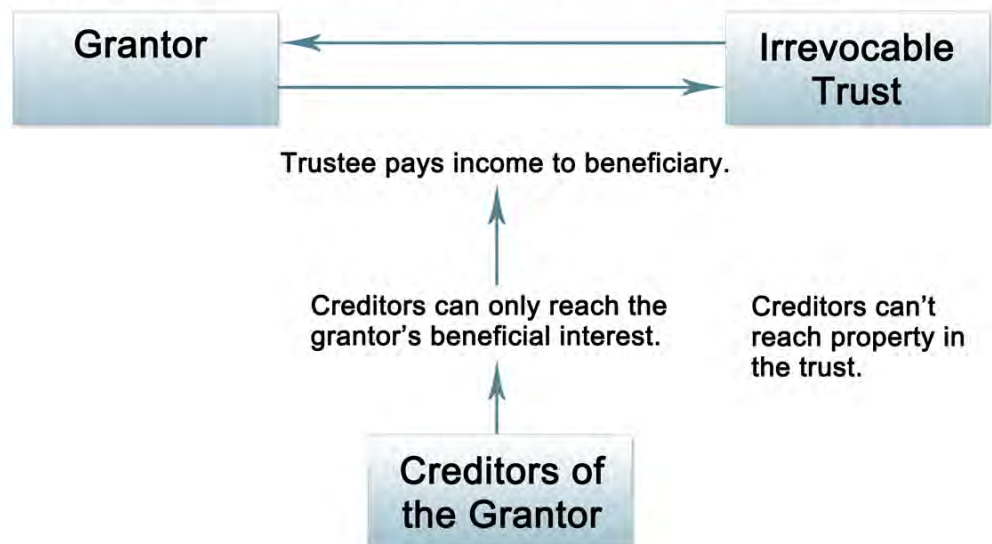 Grantor
Irrevocable
Trust
Trustee pays income to beneficiary.
Creditors can only reach the
grantor's beneficial interest.
Creditors can't
reach property in
the trust.
Creditors of
the Grantor